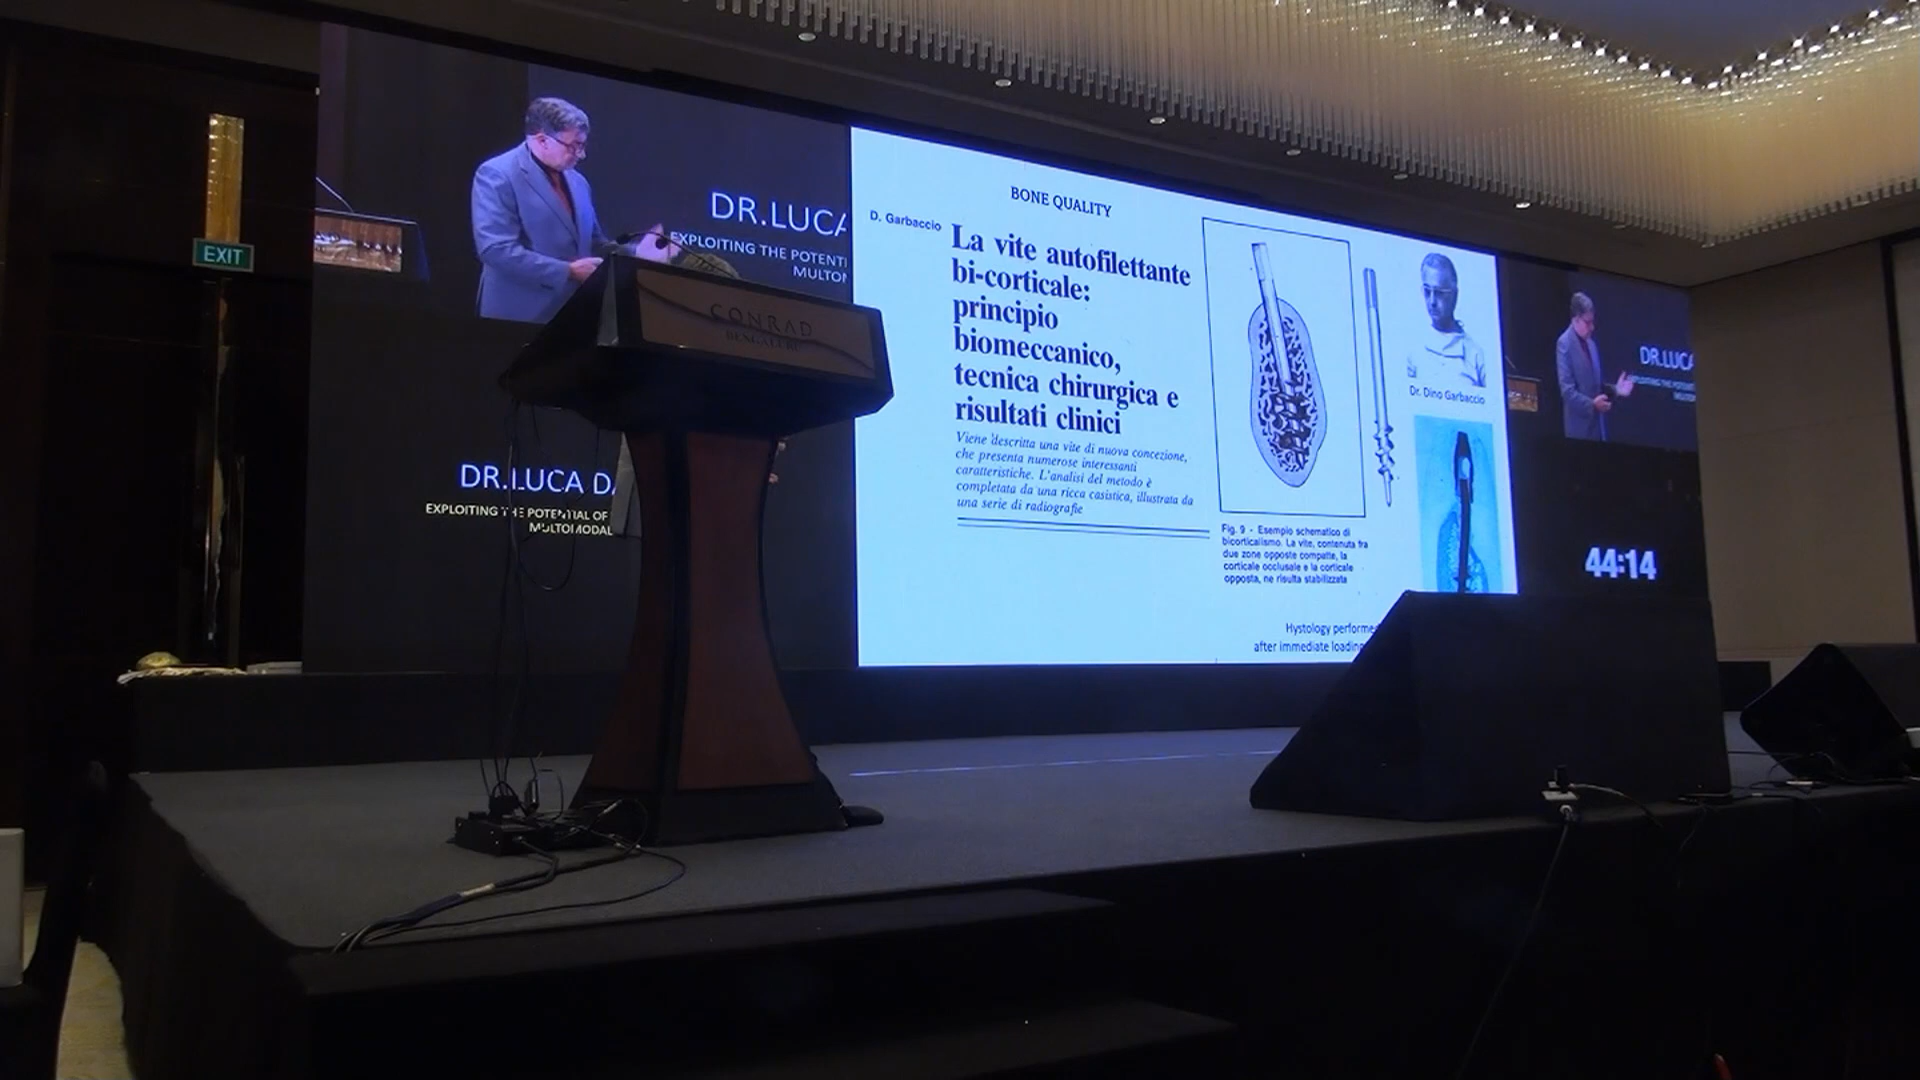 EXIT
DR.LUCA
EXPLOITING THE POTENTI
MULTOM
DR.LUCA DA
EXPLOITING THE POTENTIAL OF
MULTOMODAL
CONRAD
BENGALURU
BONE QUALITY
D. Garbaccio
La vite autofilettante
bi-corticale:
principio
biomeccanico,
tecnica chirurgica e
risultati clinici
Viene descritta una vite di nuova concezione,
che presenta numerose interessanti
caratteristiche. L'analisi del metodo è
completata da una ricca casistica, illustrata da
una serie di radiografie
Fig. 9 - Esempio schematico di
bicorticalismo. La vite, contenuta fra
due zone opposte compatte, la
corticale occlusale e la corticale
opposta, ne risulta stabilizzata
Dr. Dino Garbaccio
Hystology performe
after immediate loading
DR.LUCA
44:14